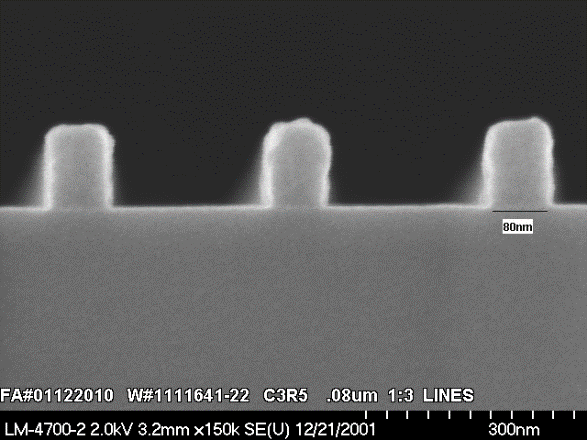 80nm
FA#01122010 W#1111641-22 C3R5 .08um 1:3 LINES
LM-4700-2 2.0kV 3.2mm x150k SE(U) 12/21/2001 300nm